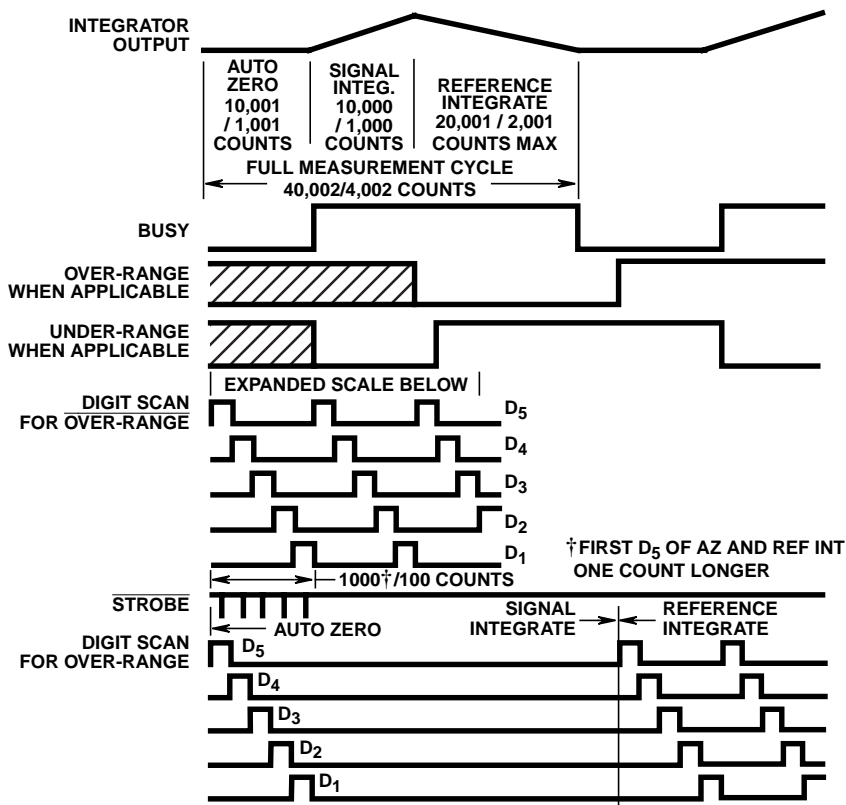 INTEGRATOR
OUTPUT
AUTO
ZERO
10,001
/ 1,001
COUNTS
SIGNAL
INTEG.
10,000
/ 1,000
COUNTS
REFERENCE
INTEGRATE
20,001 / 2,001
COUNTS MAX
FULL MEASUREMENT CYCLE
40,002/4,002 COUNTS
BUSY
OVER-RANGE
WHEN APPLICABLE
UNDER-RANGE
WHEN APPLICABLE
EXPANDED SCALE BELOW
DIGIT SCAN
FOR OVER-RANGE
D5
D4
D3
D2
D1
†FIRST D5 OF AZ AND REF INT
ONE COUNT LONGER
1000†/100 COUNTS
STROBE
AUTO ZERO
SIGNAL
INTEGRATE
REFERENCE
INTEGRATE
DIGIT SCAN
FOR OVER-RANGE
D5
D4
D3
D2
D1